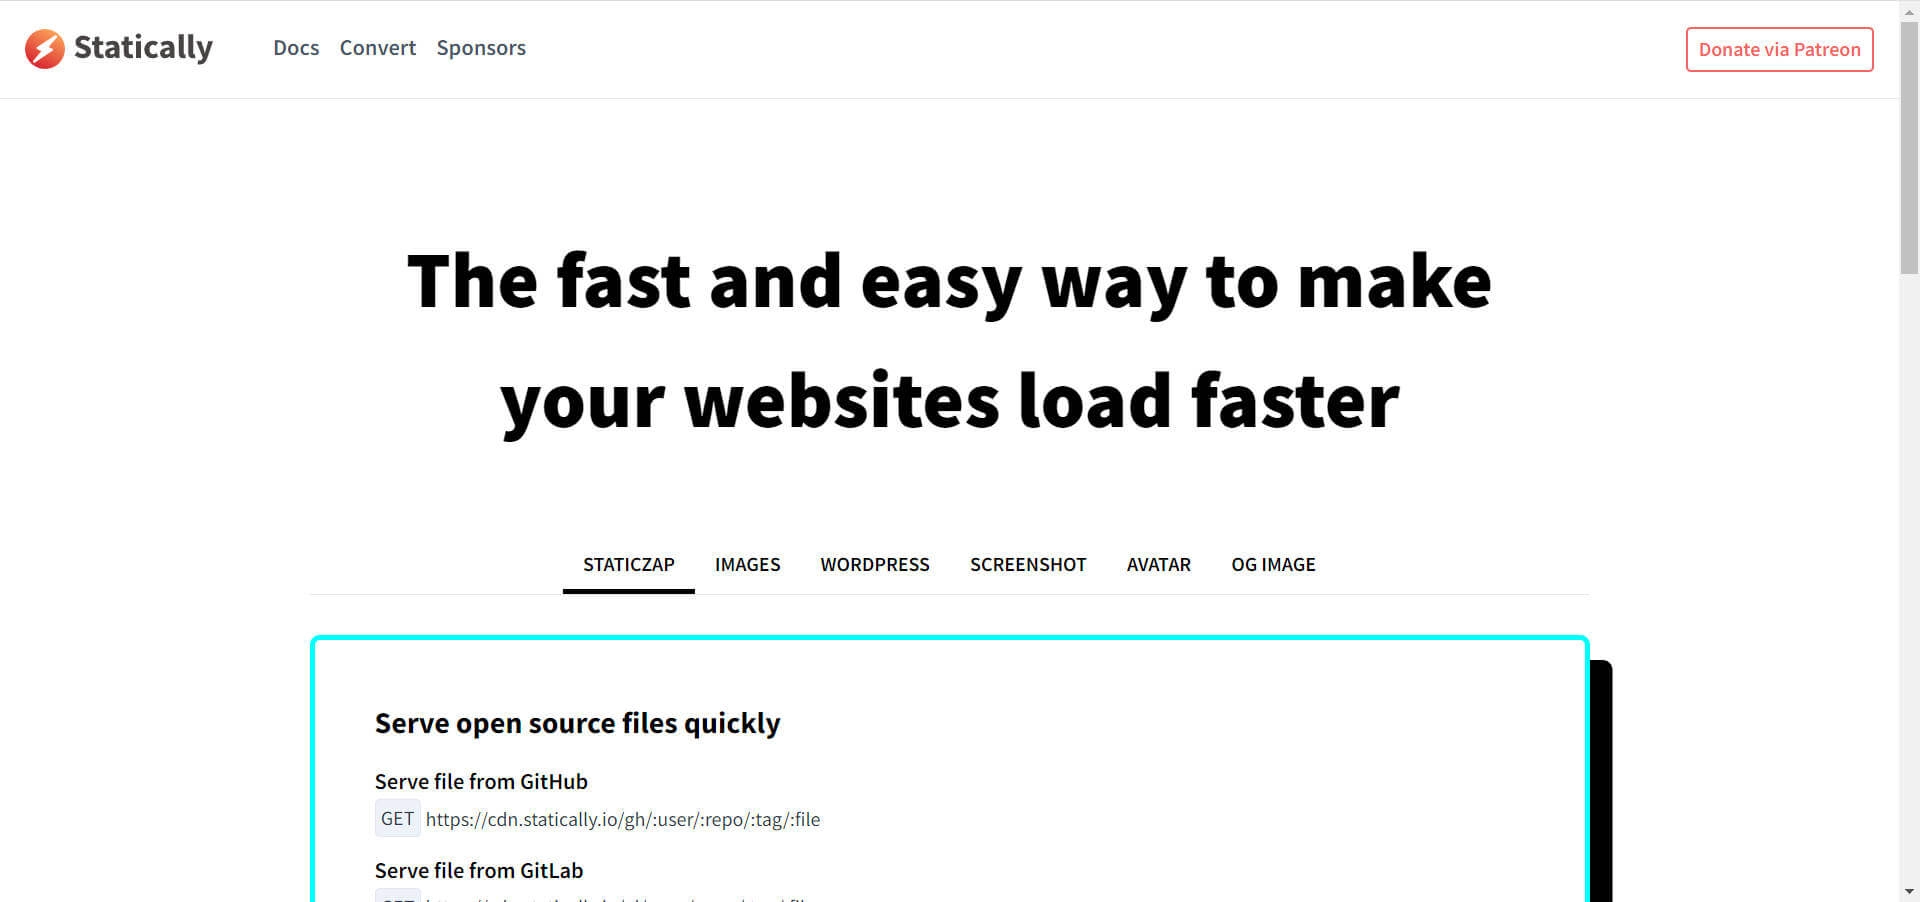 Statically
Docs Convert Sponsors
Donate via Patreon
The fast and easy way to make
your websites load faster
STATICZAP IMAGES WORDPRESS SCREENSHOT AVATAR OG IMAGE
Serve open source files quickly
Serve file from GitHub
GET https://cdn.statically.io/gh/:user/:repo/:tag/:file
Serve file from GitLab
GET